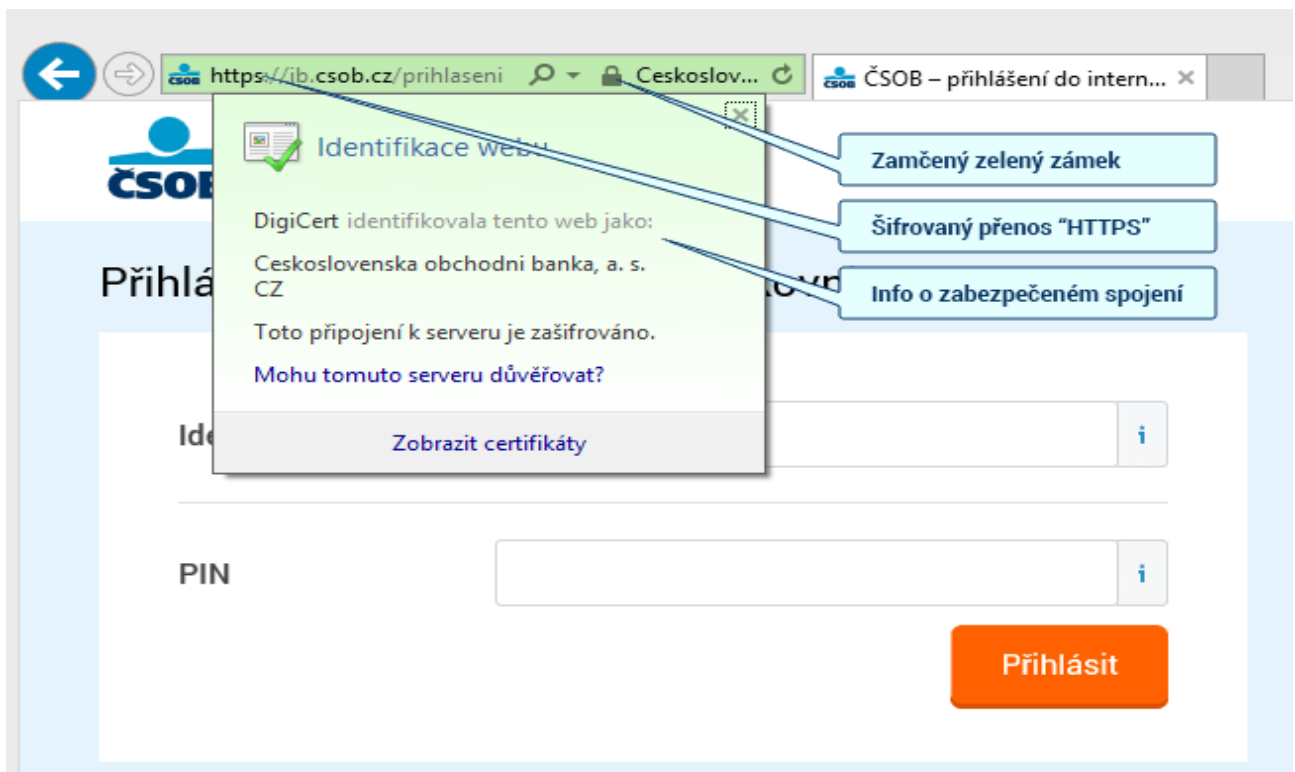 https://ib.csob.cz/prihlaseni
Ceskoslov...
ČSOB – přihlášení do intern...
ČSOB
Identifikace webu
Zamčený zelený zámek
DigiCert identifikovala tento web jako:
Šifrovaný přenos “HTTPS”
Ceskoslovenska obchodni banka, a. s.
CZ
Info o zabezpečeném spojení
Toto připojení k serveru je zašifrováno.
Mohu tomuto serveru důvěřovat?
Zobrazit certifikáty
PIN
Přihlásit